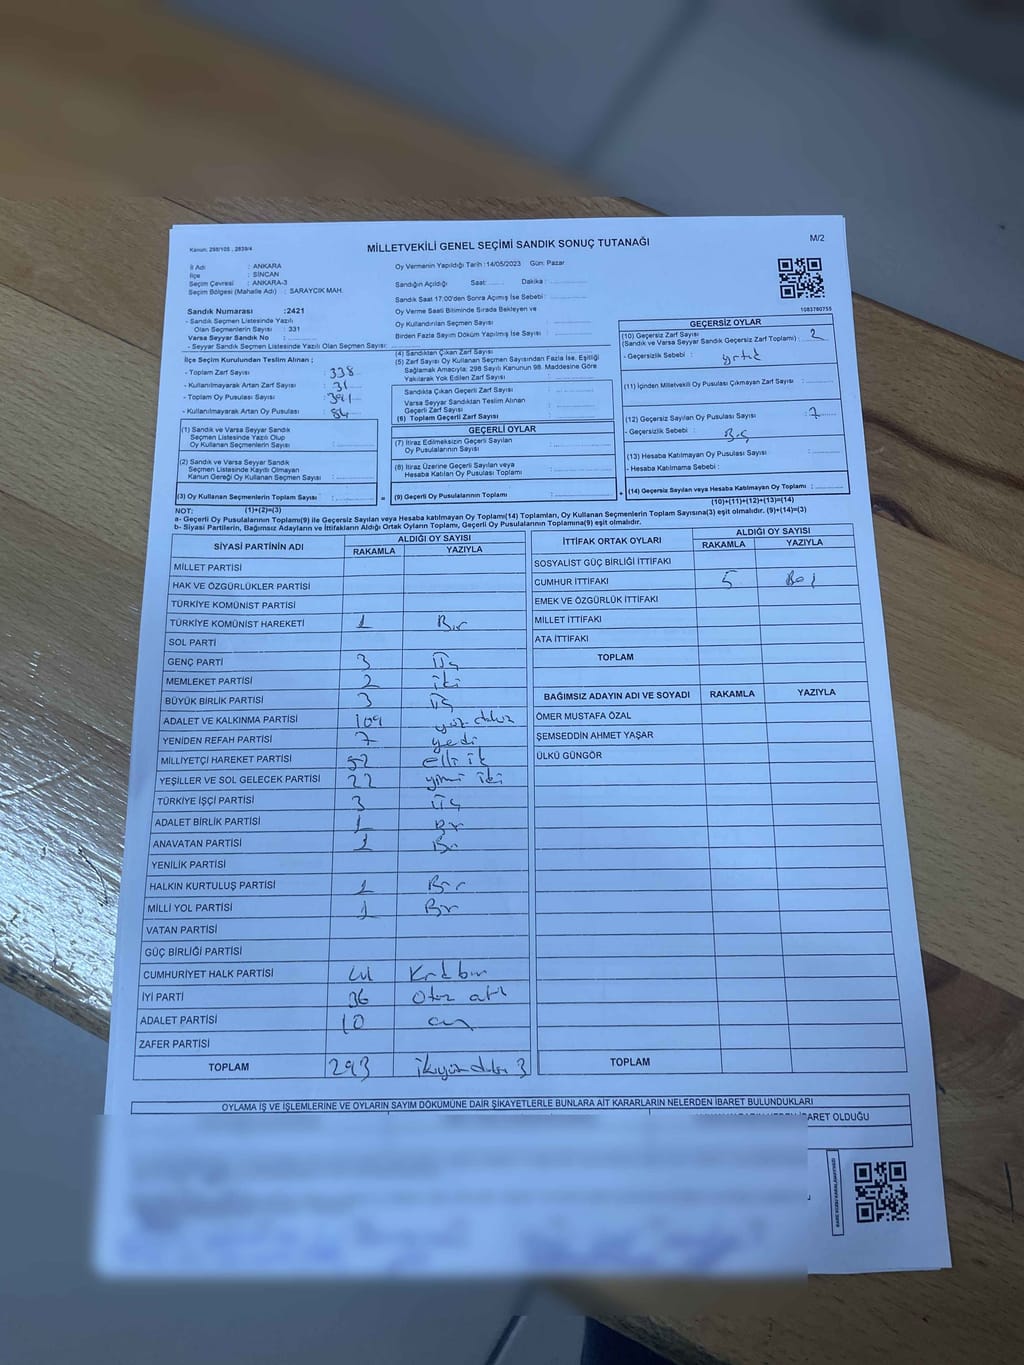 Kanun: 298/105 , 2839/4
MİLLETVEKİLİ GENEL SEÇİMİ SANDIK SONUÇ TUTANAĞI
M/2
İl Adı : ANKARA
İlçe : SİNCAN
Seçim Çevresi : ANKARA-3
Seçim Bölgesi (Mahalle Adı) : SARAYCIK MAH.
Sandık Numarası :2421
- Sandık Seçmen Listesinde Yazılı
Olan Seçmenlerin Sayısı : 331
Varsa Seyyar Sandık No :
- Seyyar Sandık Seçmen Listesinde Yazılı Olan Seçmen Sayısı:
İlçe Seçim Kurulundan Teslim Alınan ;
- Toplam Zarf Sayısı : 338
- Kullanılmayarak Artan Zarf Sayısı : 31
- Toplam Oy Pusulası Sayısı :
- Kullanılmayarak Artan Oy Pusulası : 84
(1) Sandık ve Varsa Seyyar Sandık
Seçmen Listesinde Yazılı Olup
Oy Kullanan Seçmenlerin Sayısı :
(2) Sandık ve Varsa Seyyar Sandık
Seçmen Listesinde Kayıtlı Olmayan
Kanun Gereği Oy Kullanan Seçmen Sayısı :
(3) Oy Kullanan Seçmenlerin Toplam Sayısı : =
(1)+(2)=(3)
Oy Vermenin Yapıldığı Tarih :14/05/2023 Gün: Pazar
Sandığın Açıldığı Saat: Dakika :
Sandık Saat 17:00'den Sonra Açımış İse Sebebi :
Oy Verme Saati Bitiminde Sırada Bekleyen ve
Oy Kullandırılan Seçmen Sayısı :
Birden Fazla Sayım Döküm Yapılmış İse Sayısı :
(4) Sandıktan Çıkan Zarf Sayısı :
(5) Zarf Sayısı Oy Kullanan Seçmen Sayısından Fazla İse, Eşitliği
Sağlamak Amacıyla; 298 Sayılı Kanunun 98. Maddesine Göre
Yakılarak Yok Edilen Zarf Sayısı :
Sandıkta Çıkan Geçerli Zarf Sayısı :
Varsa Seyyar Sandıktan Teslim Alınan
Geçerli Zarf Sayısı :
(6) Toplam Geçerli Zarf Sayısı :
GEÇERLİ OYLAR
(7) İtiraz Edilmeksizin Geçerli Sayılan
Oy Pusulalarının Sayısı :
(8) İtiraz Üzerine Geçerli Sayılan veya
Hesaba Katılan Oy Pusulası Toplamı :
(9) Geçerli Oy Pusulalarının Toplamı : +
1083780755
GEÇERSİZ OYLAR
(10) Geçersiz Zarf Sayısı
(Sandık ve Varsa Seyyar Sandık Geçersiz Zarf Toplamı) : 2
- Geçersizlik Sebebi : yırtık
(11) İçinden Milletvekili Oy Pusulası Çıkmayan Zarf Sayısı :
(12) Geçersiz Sayılan Oy Pusulası Sayısı : 7
- Geçersizlik Sebebi :
(13) Hesaba Katılmayan Oy Pusulası Sayısı :
- Hesaba Katılmama Sebebi :
(14) Geçersiz Sayılan veya Hesaba Katılmayan Oy Toplamı :
(10)+(11)+(12)+(13)=(14)
NOT:
a- Geçerli Oy Pusulalarının Toplamı(9) ile Geçersiz Sayılan veya Hesaba katılmayan Oy Toplamı(14) Toplamları, Oy Kullanan Seçmenlerin Toplam Sayısına(3) eşit olmalıdır. (9)+(14)=(3)
b- Siyasi Partilerin, Bağımsız Adayların ve İttifakların Aldığı Ortak Oyların Toplamı, Geçerli Oy Pusulalarının Toplamına(9) eşit olmalıdır.
SİYASİ PARTİNİN ADI ALDIĞI OY SAYISI
RAKAMLA YAZIYLA
MİLLET PARTİSİ
HAK VE ÖZGÜRLÜKLER PARTİSİ
TÜRKİYE KOMÜNİST PARTİSİ
TÜRKİYE KOMÜNİST HAREKETİ 1 Bir
SOL PARTİ
GENÇ PARTİ 3 Üç
MEMLEKET PARTİSİ 2 iki
BÜYÜK BİRLİK PARTİSİ 3 Üç
ADALET VE KALKINMA PARTİSİ 109 yüz dokuz
YENİDEN REFAH PARTİSİ 7 yedi
MİLLİYETÇİ HAREKET PARTİSİ 52 elli ik
YEŞİLLER VE SOL GELECEK PARTİSİ 22 yirmi iki
TÜRKİYE İŞÇİ PARTİSİ 3 Üç
ADALET BİRLİK PARTİSİ 1 Bir
ANAVATAN PARTİSİ 1 Bir
YENİLİK PARTİSİ
HALKIN KURTULUŞ PARTİSİ 1 Bir
MİLLİ YOL PARTİSİ 1 Bir
VATAN PARTİSİ
GÜÇ BİRLİĞİ PARTİSİ
CUMHURİYET HALK PARTİSİ 41 Kırk bir
İYİ PARTİ 36 Otuz altı
ADALET PARTİSİ 10 on
ZAFER PARTİSİ
TOPLAM 293 ikiyüz doksan 3
İTTİFAK ORTAK OYLARI ALDIĞI OY SAYISI
RAKAMLA YAZIYLA
SOSYALİST GÜÇ BİRLİĞİ İTTİFAKI
CUMHUR İTTİFAKI 5 Beş
EMEK VE ÖZGÜRLÜK İTTİFAKI
MİLLET İTTİFAKI
ATA İTTİFAKI
TOPLAM
BAĞIMSIZ ADAYIN ADI VE SOYADI RAKAMLA YAZIYLA
ÖMER MUSTAFA ÖZAL
ŞEMSEDDİN AHMET YAŞAR
ÜLKÜ GÜNGÖR
TOPLAM
OYLAMA İŞ VE İŞLEMLERİNE VE OYLARIN SAYIM DÖKÜMÜNE DAİR ŞİKAYETLERLE BUNLARA AİT KARARLARIN NELERDEN İBARET BULUNDUKLARI
İBARET OLDUĞU